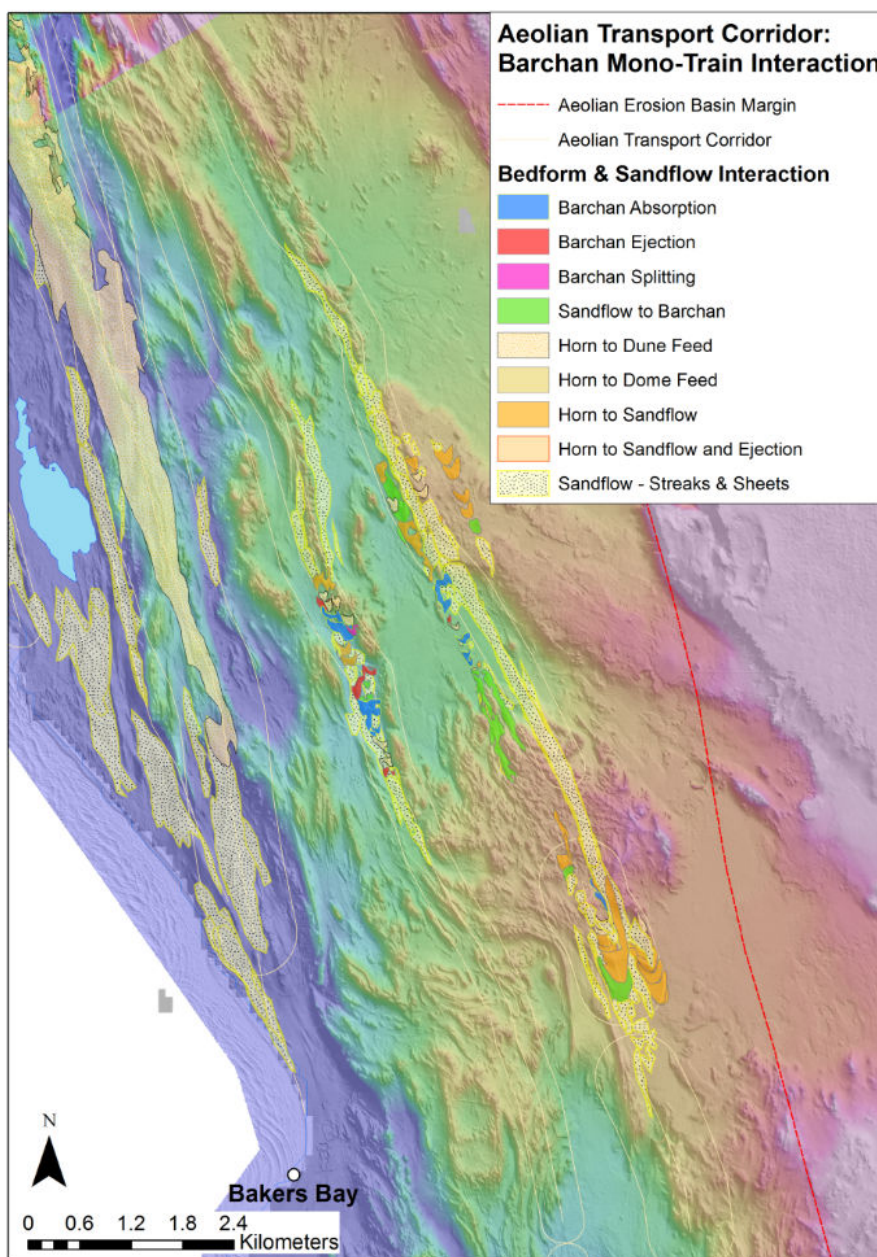 Aeolian Transport Corridor:
Barchan Mono-Train Interaction
Aeolian Erosion Basin Margin
Aeolian Transport Corridor
Bedform & Sandflow Interaction
Barchan Absorption
Barchan Ejection
Barchan Splitting
Sandflow to Barchan
Horn to Dune Feed
Horn to Dome Feed
Horn to Sandflow
Horn to Sandflow and Ejection
Sandflow - Streaks & Sheets
N
Bakers Bay
0 0.6 1.2 1.8 2.4
Kilometers